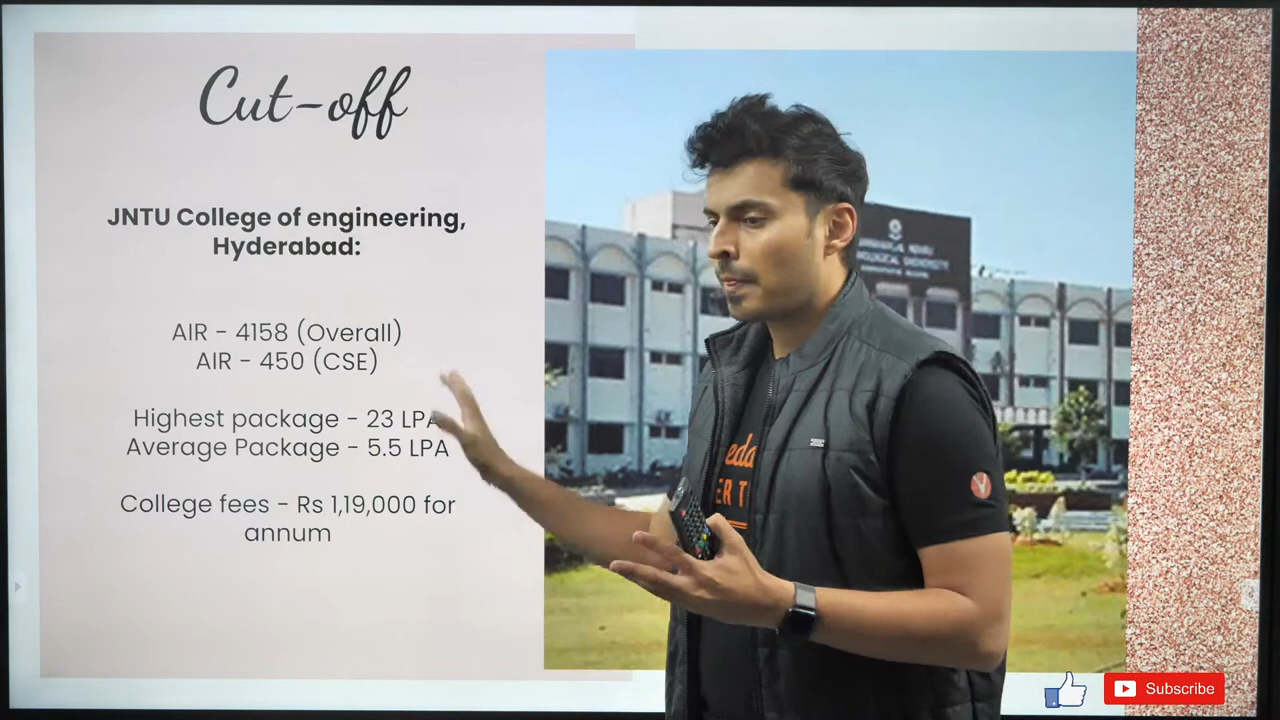 Cut-off
JNTU College of engineering,
Hyderabad:
AIR - 4158 (Overall)
AIR - 450 (CSE)
Highest package - 23 LPA
Average Package - 5.5 LPA
College fees - Rs 1,19,000 for
annum
Subscribe